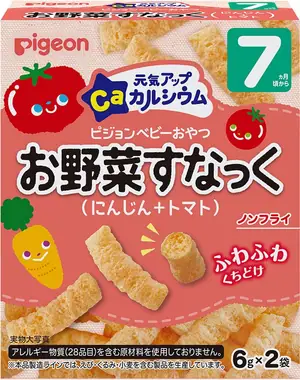 Pigeon
元気アップ
Ca カルシウム
7ヵ月
頃から
ピジョンベビーおやつ
お野菜すなっく
(にんじん+トマト)
ノンフライ
ふわふわ
くちどけ
実物大写真
アレルギー物質(28品目)を含む原材料を使用しておりません。
※本品製造ラインでは、えび・くるみ・小麦を含む製品を生産しています。
6g×2袋